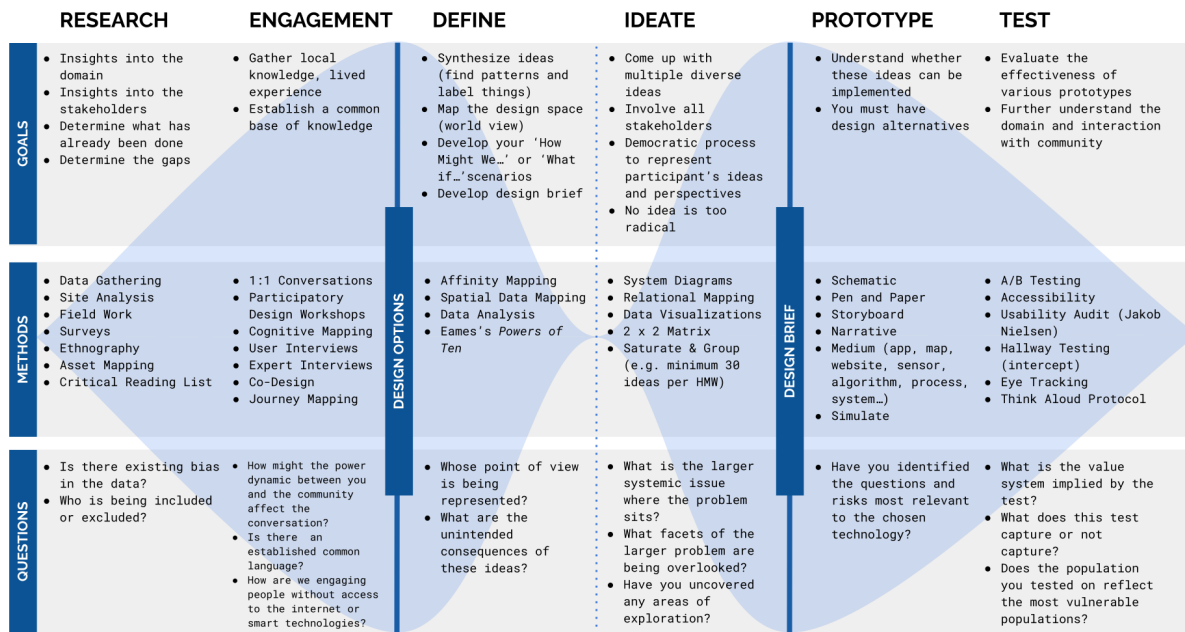 RESEARCH
ENGAGEMENT
DEFINE
IDEATE
PROTOTYPE
TEST
GOALS
● Insights into the
domain
● Insights into the
stakeholders
● Determine what has
already been done
● Determine the gaps
● Gather local
knowledge, lived
experience
● Establish a common
base of knowledge
● Synthesize ideas
(find patterns and
label things)
● Map the design space
(world view)
● Develop your ‘How
Might We…’ or ‘What
if…’scenarios
● Develop design brief
● Come up with
multiple diverse
ideas
● Involve all
stakeholders
● Democratic process
to represent
participant’s ideas
and perspectives
● No idea is too
radical
● Understand whether
these ideas can be
implemented
● You must have
design alternatives
● Evaluate the
effectiveness of
various prototypes
● Further understand the
domain and interaction
with community
METHODS
● Data Gathering
● Site Analysis
● Field Work
● Surveys
● Ethnography
● Asset Mapping
● Critical Reading List
● 1:1 Conversations
● Participatory
Design Workshops
● Cognitive Mapping
● User Interviews
● Expert Interviews
● Co-Design
● Journey Mapping
DESIGN OPTIONS
● Affinity Mapping
● Spatial Data Mapping
● Data Analysis
● Eames’s Powers of
Ten
● System Diagrams
● Relational Mapping
● Data Visualizations
● 2 x 2 Matrix
● Saturate & Group
(e.g. minimum 30
ideas per HMW)
DESIGN BRIEF
● Schematic
● Pen and Paper
● Storyboard
● Narrative
● Medium (app, map,
website, sensor,
algorithm, process,
system…)
● Simulate
● A/B Testing
● Accessibility
● Usability Audit (Jakob
Nielsen)
● Hallway Testing
(intercept)
● Eye Tracking
● Think Aloud Protocol
QUESTIONS
● Is there existing bias
in the data?
● Who is being included
or excluded?
● How might the power
dynamic between you
and the community
affect the
conversation?
● Is there an
established common
language?
● How are we engaging
people without access
to the internet or
smart technologies?
● Whose point of view
is being
represented?
● What are the
unintended
consequences of
these ideas?
● What is the larger
systemic issue
where the problem
sits?
● What facets of the
larger problem are
being overlooked?
● Have you uncovered
any areas of
exploration?
● Have you identified
the questions and
risks most relevant
to the chosen
technology?
● What is the value
system implied by the
test?
● What does this test
capture or not
capture?
● Does the population
you tested on reflect
the most vulnerable
populations?